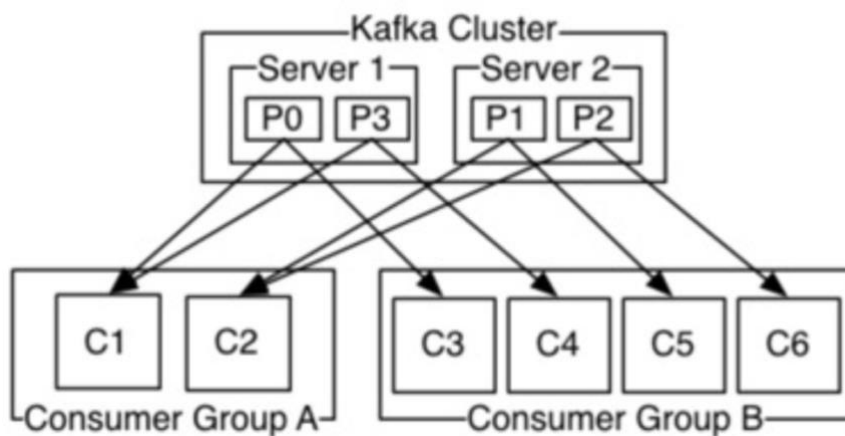 Kafka Cluster
Server 1 Server 2
P0 P3 P1 P2
C1 C2 C3 C4 C5 C6
Consumer Group A Consumer Group B